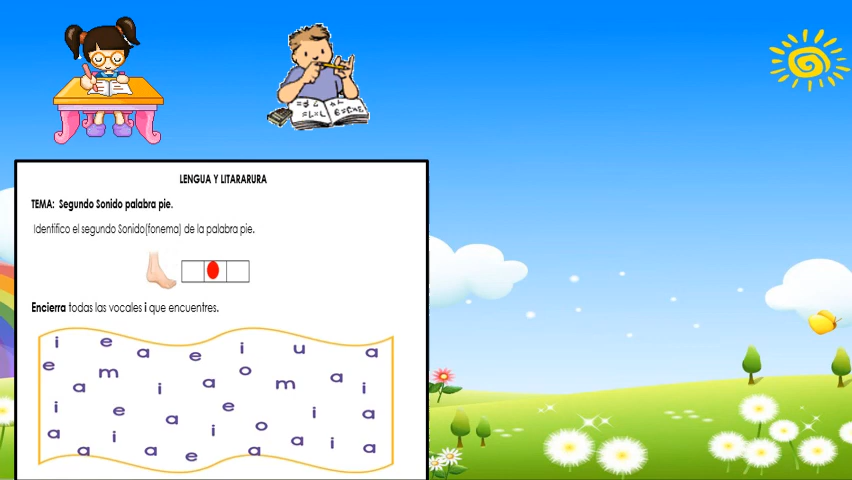 LENGUA Y LITARARURA
TEMA: Segundo Sonido palabra pie.
Identifico el segundo Sonido(fonema) de la palabra pie.
Encierra todas las vocales i que encuentres.
i e a e i u a
e m a i a o m a i
i e a e i a
a i i o a i a
a a e a